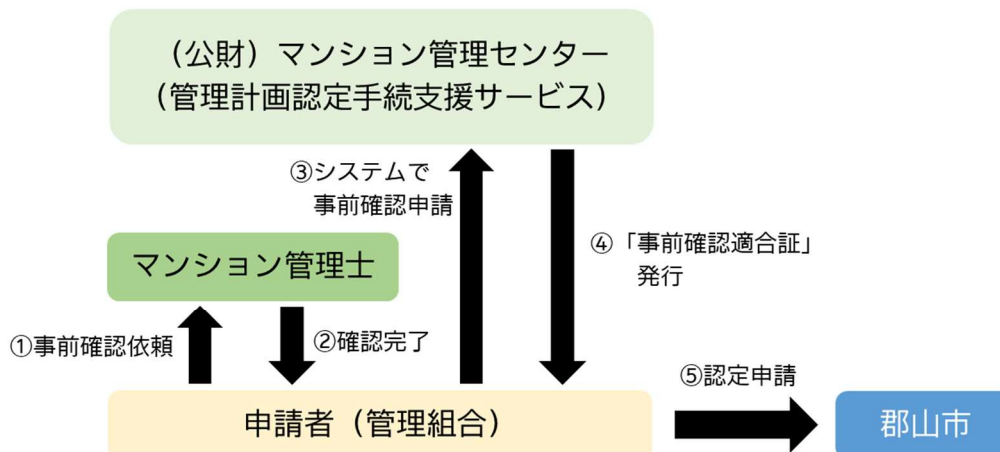 （公財）マンション管理センター
（管理計画認定手続支援サービス）
③システムで
事前確認申請
④「事前確認適合証」
発行
マンション管理士
①事前確認依頼
②確認完了
⑤認定申請
申請者（管理組合）
郡山市